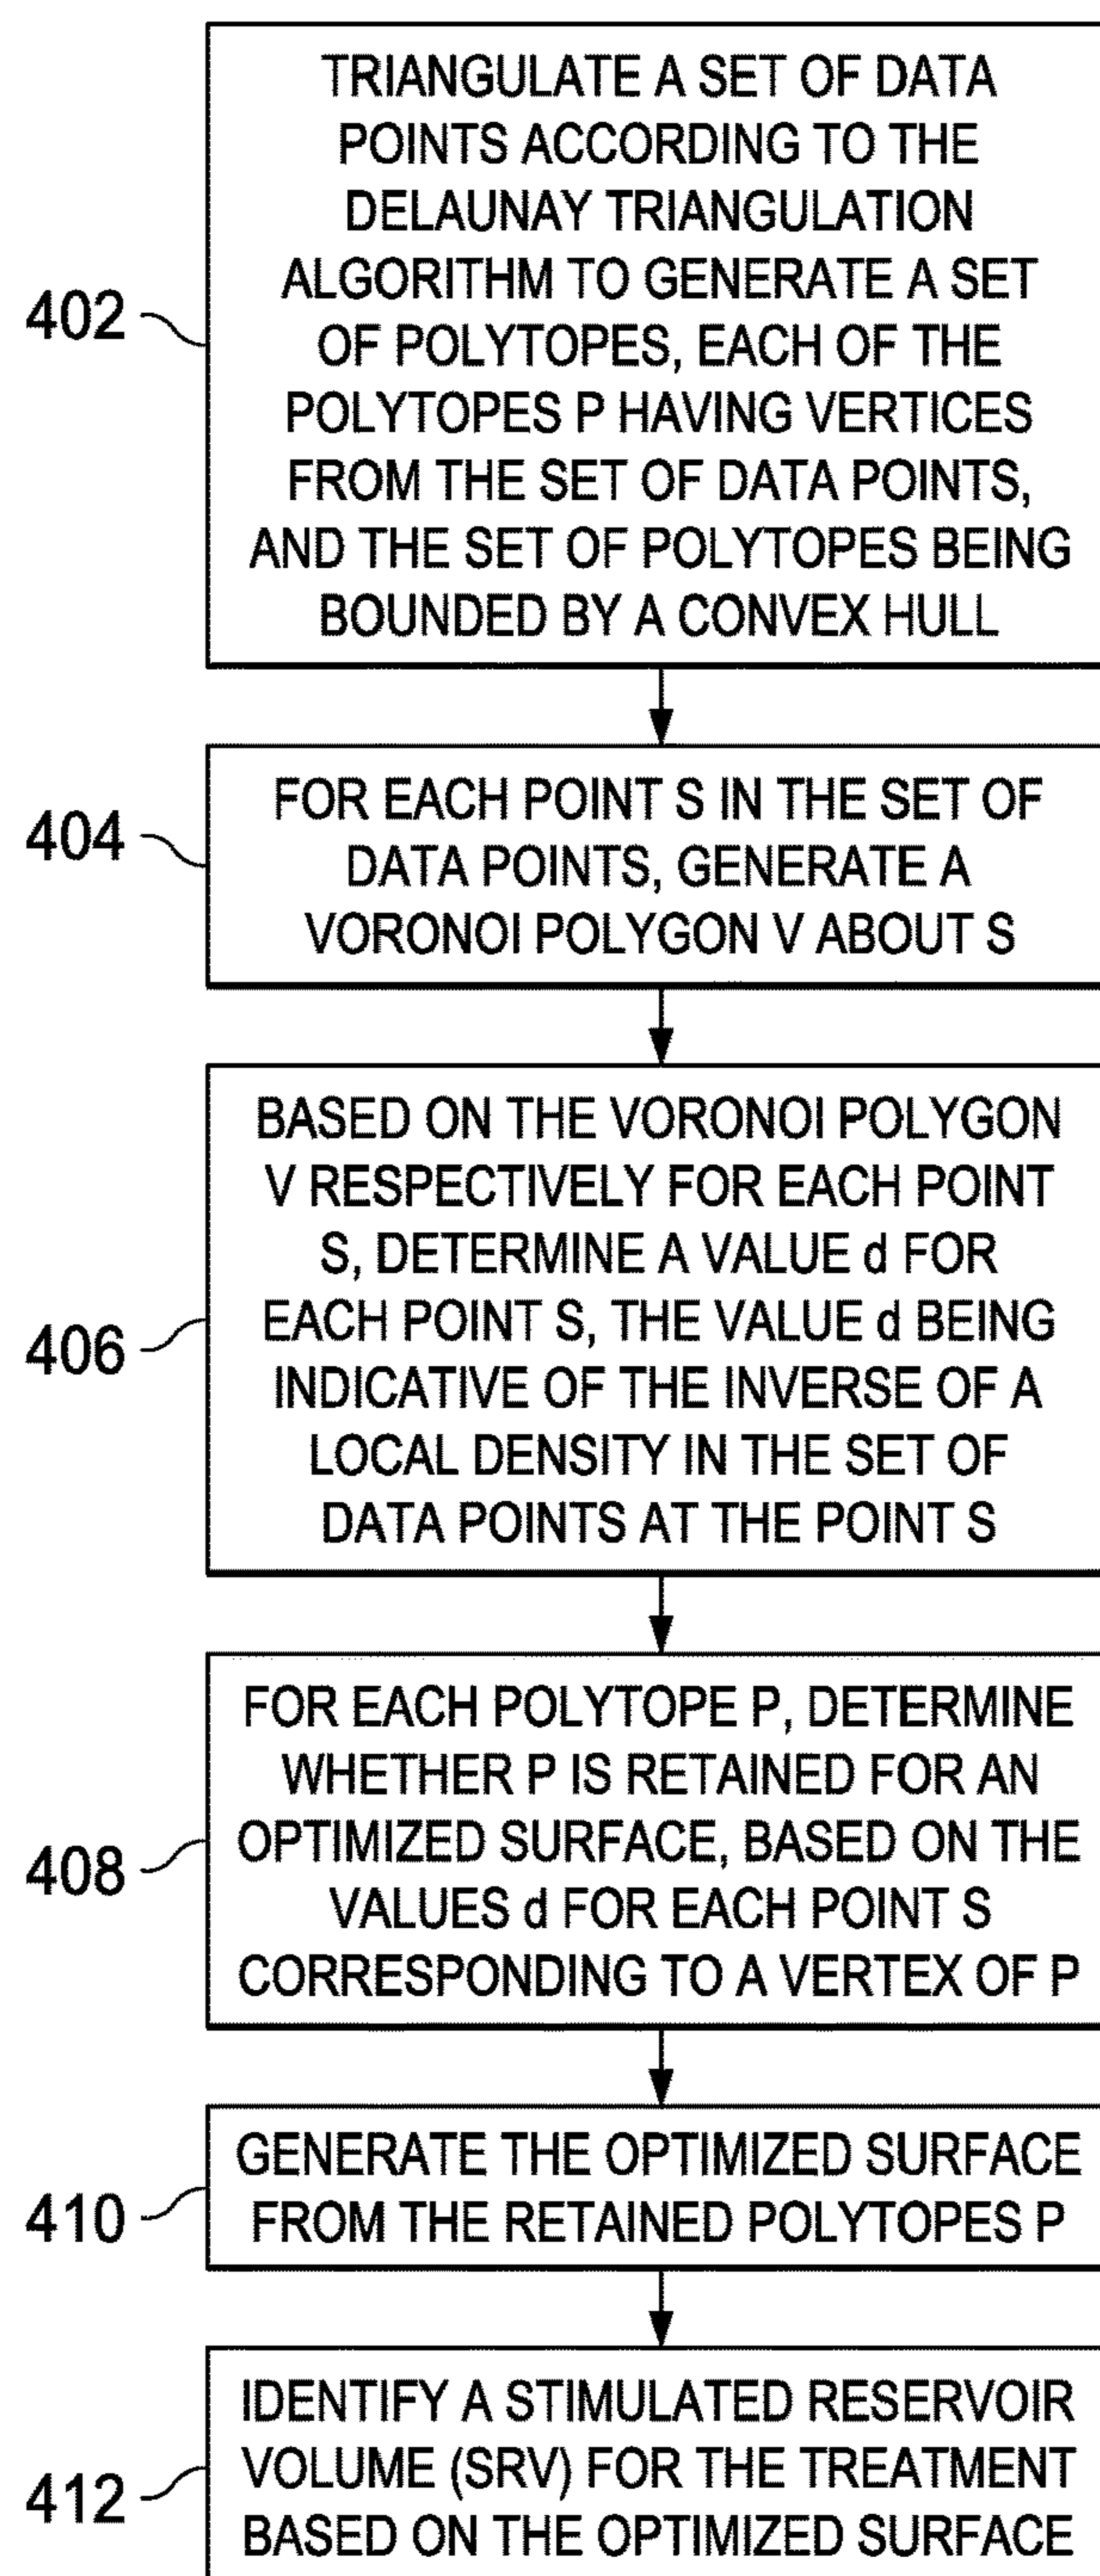 402
TRIANGULATE A SET OF DATA
POINTS ACCORDING TO THE
DELAUNAY TRIANGULATION
ALGORITHM TO GENERATE A SET
OF POLYTOPES, EACH OF THE
POLYTOPES P HAVING VERTICES
FROM THE SET OF DATA POINTS,
AND THE SET OF POLYTOPES BEING
BOUNDED BY A CONVEX HULL
404
FOR EACH POINT S IN THE SET OF
DATA POINTS, GENERATE A
VORONOI POLYGON V ABOUT S
406
BASED ON THE VORONOI POLYGON
V RESPECTIVELY FOR EACH POINT
S, DETERMINE A VALUE d FOR
EACH POINT S, THE VALUE d BEING
INDICATIVE OF THE INVERSE OF A
LOCAL DENSITY IN THE SET OF
DATA POINTS AT THE POINT S
408
FOR EACH POLYTOPE P, DETERMINE
WHETHER P IS RETAINED FOR AN
OPTIMIZED SURFACE, BASED ON THE
VALUES d FOR EACH POINT S
CORRESPONDING TO A VERTEX OF P
410
GENERATE THE OPTIMIZED SURFACE
FROM THE RETAINED POLYTOPES P
412
IDENTIFY A STIMULATED RESERVOIR
VOLUME (SRV) FOR THE TREATMENT
BASED ON THE OPTIMIZED SURFACE